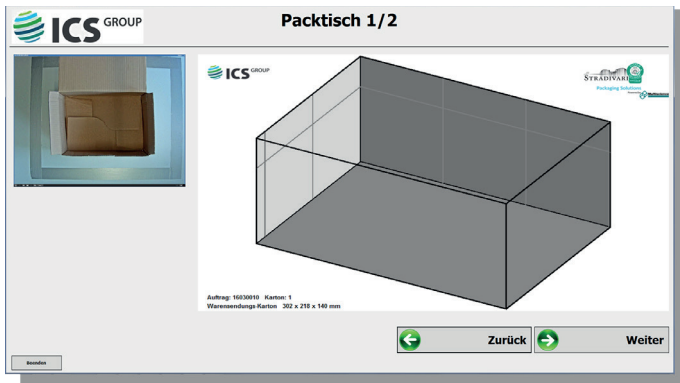 ICS GROUP
Packtisch 1/2
ICS GROUP
STRADIVARI
Packaging Solutions
Auftrag: 16030010 Karton: 1
Warensendungs-Karton 302 x 218 x 140 mm
Zurück
Weiter
Beenden